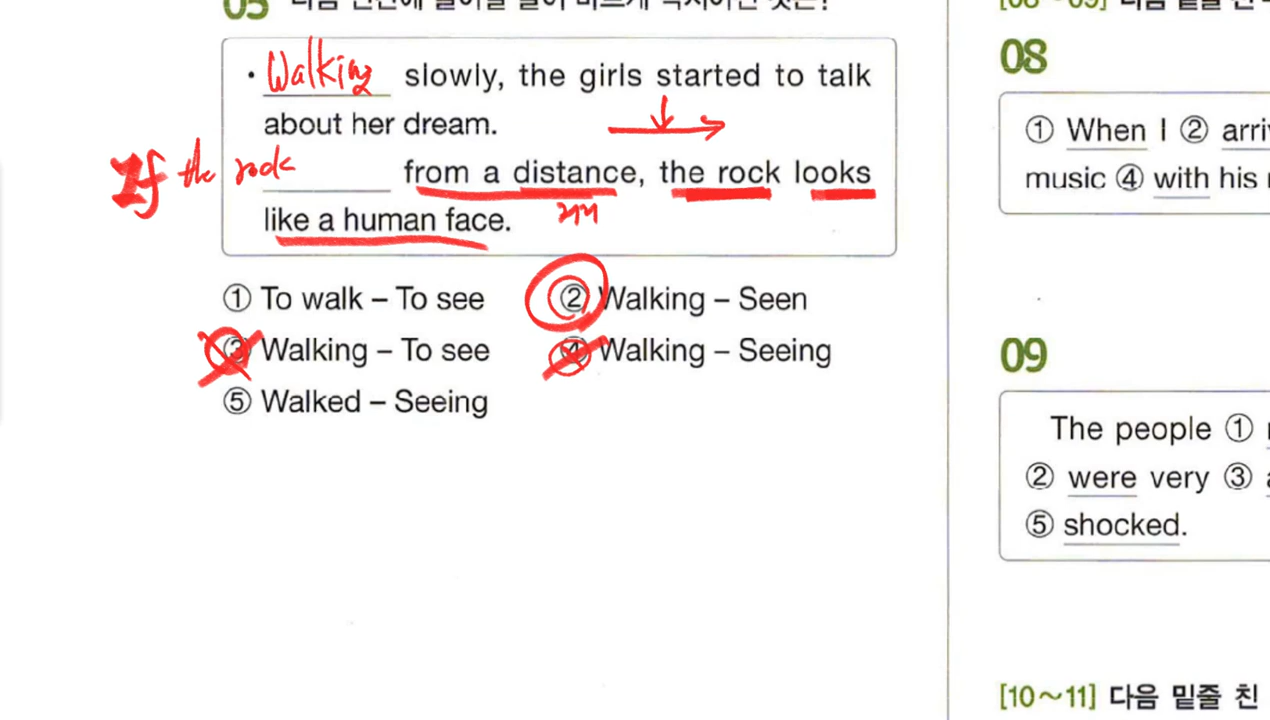 05
[08~09]
· Walking slowly, the girls started to talk
about her dream.
If the rock from a distance, the rock looks
like a human face.
① To walk – To see ② Walking – Seen
③ Walking – To see ④ Walking – Seeing
⑤ Walked – Seeing
08
① When I ②
music ④ with his
09
The people ①
② were very ③
⑤ shocked.
[10~11] 다음 밑줄 친